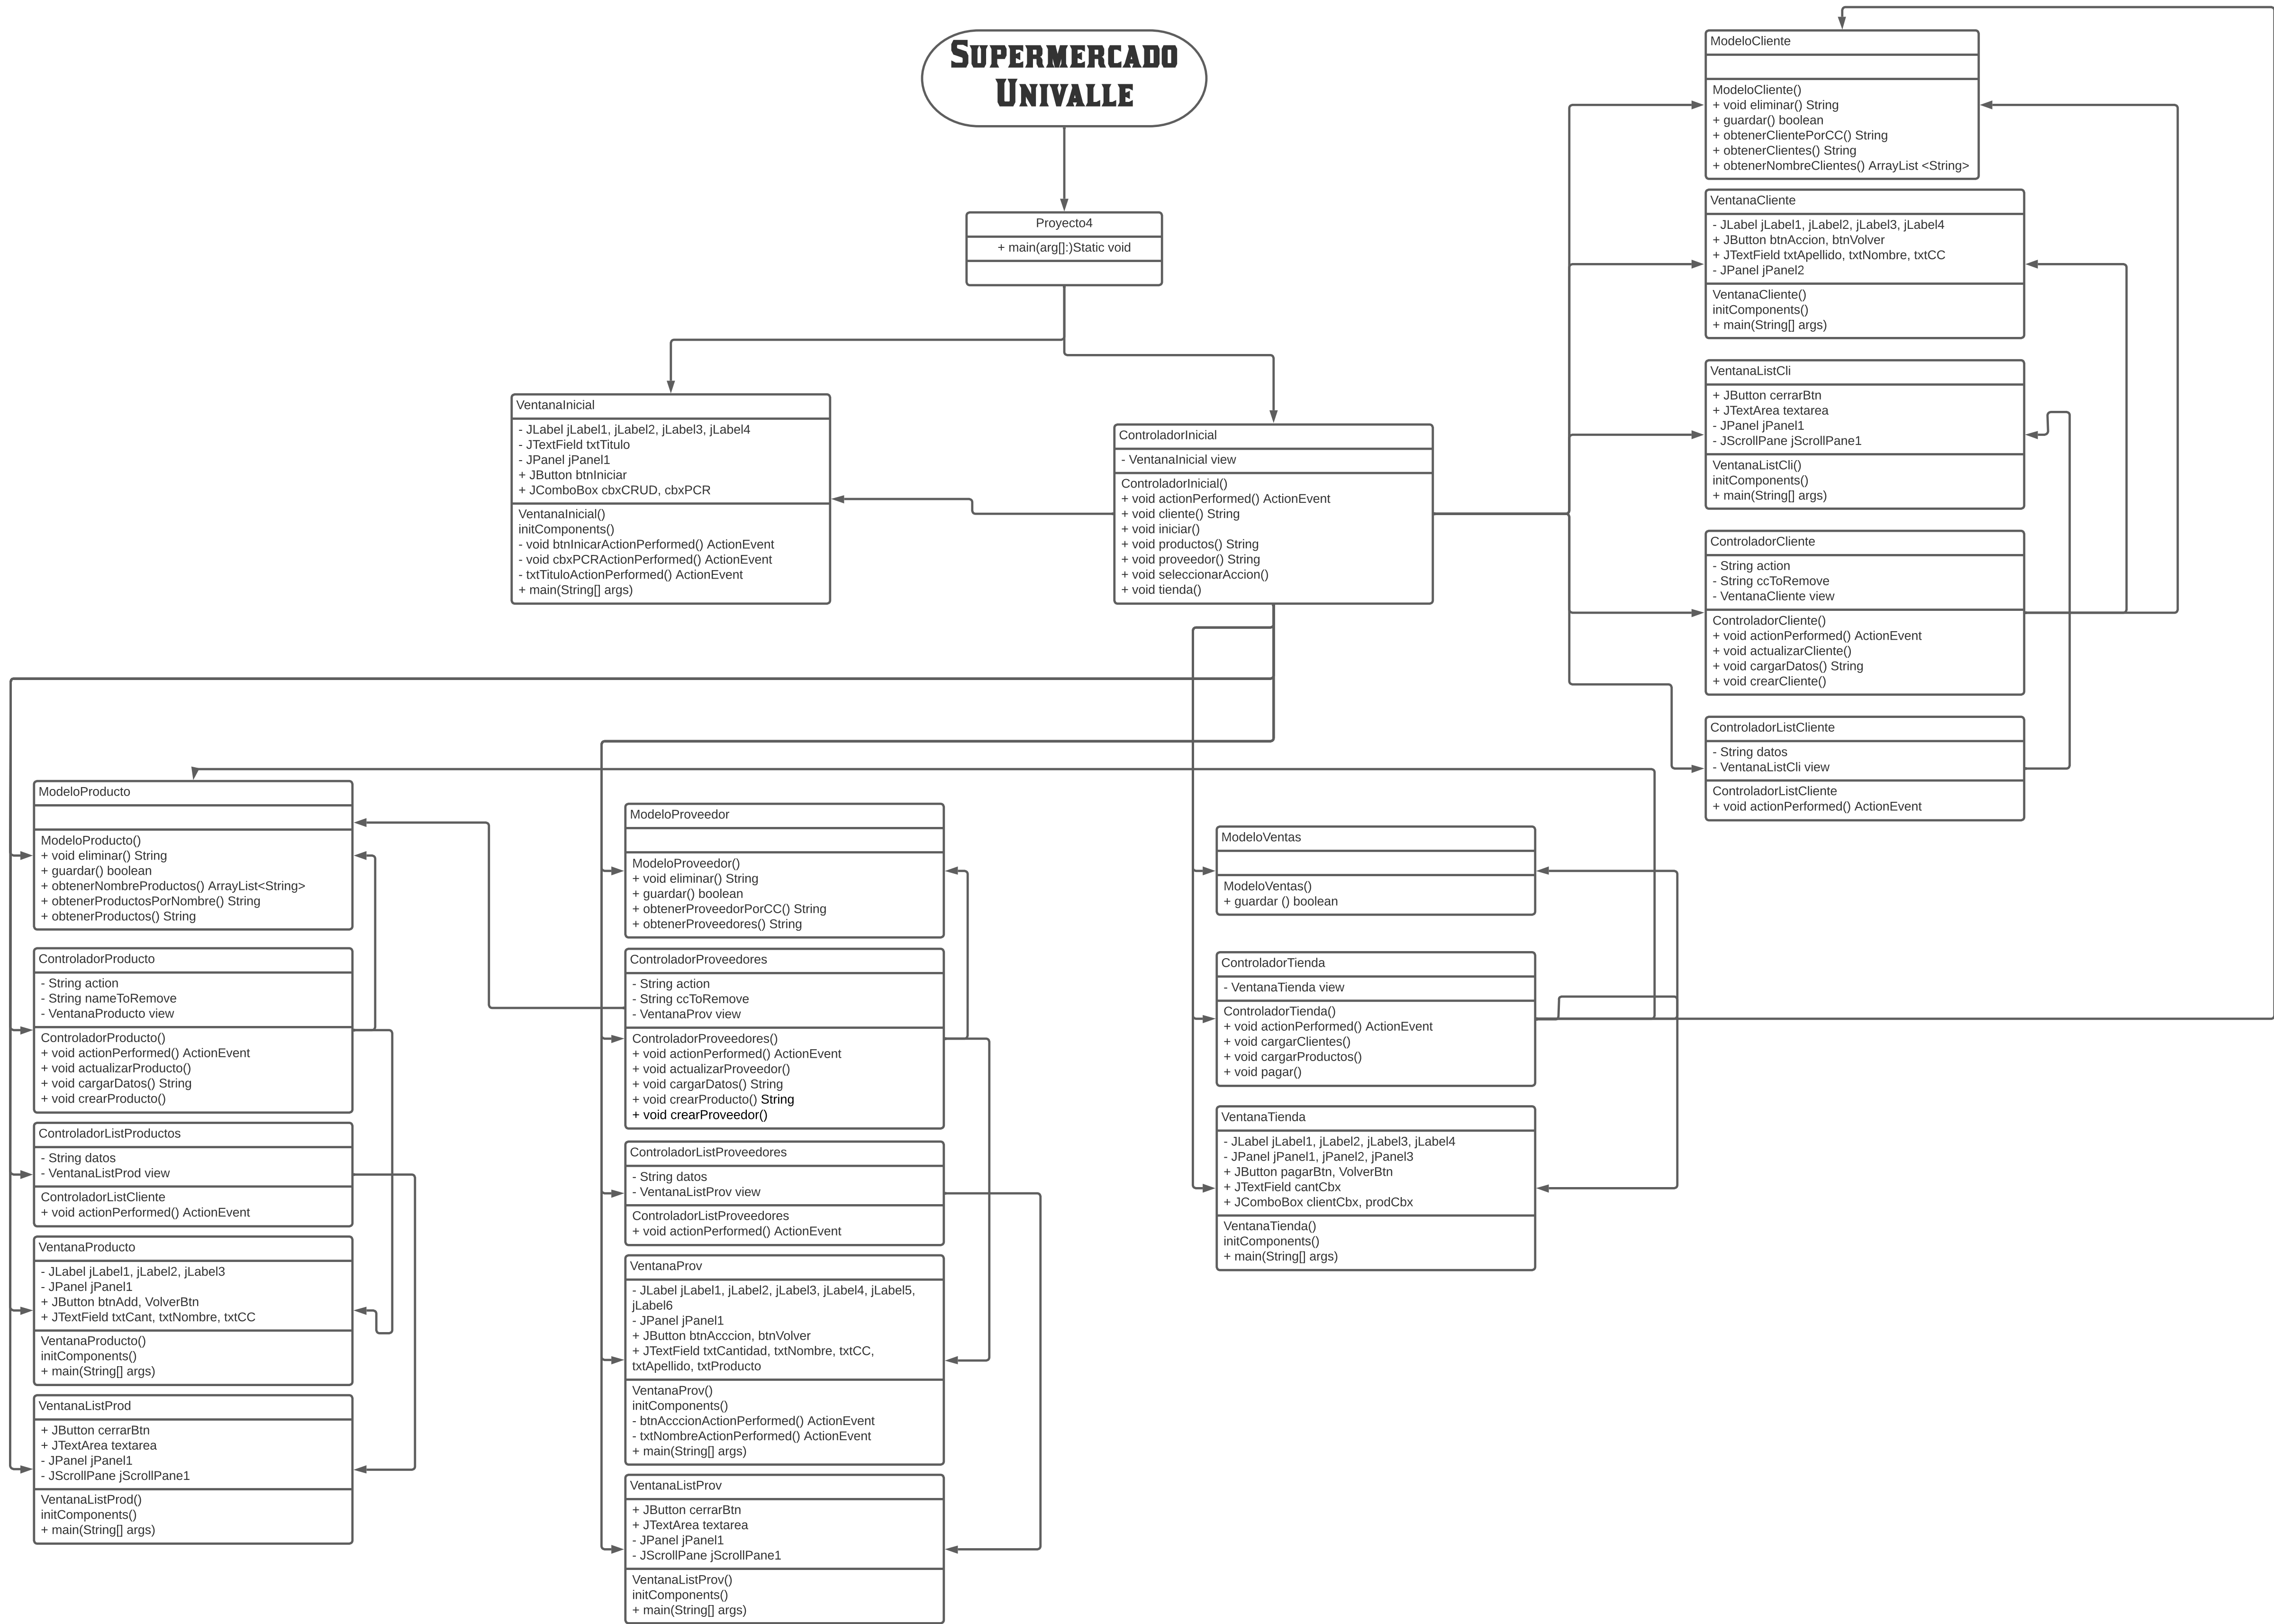 SUPERMERCADO
UNIVALLE
Proyecto4
+ main(arg[]:)Static void
VentanaInicial
- JLabel jLabel1, jLabel2, jLabel3, jLabel4
- JTextField txtTitulo
- JPanel jPanel1
+ JButton btnIniciar
+ JComboBox cbxCRUD, cbxPCR
VentanaInicial()
initComponents()
- void btnInicarActionPerformed() ActionEvent
- void cbxPCRActionPerformed() ActionEvent
- txtTituloActionPerformed() ActionEvent
+ main(String[] args)
ControladorInicial
- VentanaInicial view
ControladorInicial()
+ void actionPerformed() ActionEvent
+ void cliente() String
+ void iniciar()
+ void productos() String
+ void proveedor() String
+ void seleccionarAccion()
+ void tienda()
ModeloCliente
ModeloCliente()
+ void eliminar() String
+ guardar() boolean
+ obtenerClientePorCC() String
+ obtenerClientes() String
+ obtenerNombreClientes() ArrayList <String>
VentanaCliente
- JLabel jLabel1, jLabel2, jLabel3, jLabel4
+ JButton btnAccion, btnVolver
+ JTextField txtApellido, txtNombre, txtCC
- JPanel jPanel2
VentanaCliente()
initComponents()
+ main(String[] args)
VentanaListCli
+ JButton cerrarBtn
+ JTextArea textarea
- JPanel jPanel1
- JScrollPane jScrollPane1
VentanaListCli()
initComponents()
+ main(String[] args)
ControladorCliente
- String action
- String ccToRemove
- VentanaCliente view
ControladorCliente()
+ void actionPerformed() ActionEvent
+ void actualizarCliente()
+ void cargarDatos() String
+ void crearCliente()
ControladorListCliente
- String datos
- VentanaListCli view
ControladorListCliente
+ void actionPerformed() ActionEvent
ModeloProducto
ModeloProducto()
+ void eliminar() String
+ guardar() boolean
+ obtenerNombreProductos() ArrayList<String>
+ obtenerProductosPorNombre() String
+ obtenerProductos() String
ControladorProducto
- String action
- String nameToRemove
- VentanaProducto view
ControladorProducto()
+ void actionPerformed() ActionEvent
+ void actualizarProducto()
+ void cargarDatos() String
+ void crearProducto()
ControladorListProductos
- String datos
- VentanaListProd view
ControladorListCliente
+ void actionPerformed() ActionEvent
VentanaProducto
- JLabel jLabel1, jLabel2, jLabel3
- JPanel jPanel1
+ JButton btnAdd, VolverBtn
+ JTextField txtCant, txtNombre, txtCC
VentanaProducto()
initComponents()
+ main(String[] args)
VentanaListProd
+ JButton cerrarBtn
+ JTextArea textarea
- JPanel jPanel1
- JScrollPane jScrollPane1
VentanaListProd()
initComponents()
+ main(String[] args)
ModeloProveedor
ModeloProveedor()
+ void eliminar() String
+ guardar() boolean
+ obtenerProveedorPorCC() String
+ obtenerProveedores() String
ControladorProveedores
- String action
- String ccToRemove
- VentanaProv view
ControladorProveedores()
+ void actionPerformed() ActionEvent
+ void actualizarProveedor()
+ void cargarDatos() String
+ void crearProducto() String
+ void crearProveedor()
ControladorListProveedores
- String datos
- VentanaListProv view
ControladorListProveedores
+ void actionPerformed() ActionEvent
VentanaProv
- JLabel jLabel1, jLabel2, jLabel3, jLabel4, jLabel5,
jLabel6
- JPanel jPanel1
+ JButton btnAcccion, btnVolver
+ JTextField txtCantidad, txtNombre, txtCC,
txtApellido, txtProducto
VentanaProv()
initComponents()
- btnAcccionActionPerformed() ActionEvent
- txtNombreActionPerformed() ActionEvent
+ main(String[] args)
VentanaListProv
+ JButton cerrarBtn
+ JTextArea textarea
- JPanel jPanel1
- JScrollPane jScrollPane1
VentanaListProv()
initComponents()
+ main(String[] args)
ModeloVentas
ModeloVentas()
+ guardar () boolean
ControladorTienda
- VentanaTienda view
ControladorTienda()
+ void actionPerformed() ActionEvent
+ void cargarClientes()
+ void cargarProductos()
+ void pagar()
VentanaTienda
- JLabel jLabel1, jLabel2, jLabel3, jLabel4
- JPanel jPanel1, jPanel2, jPanel3
+ JButton pagarBtn, VolverBtn
+ JTextField cantCbx
+ JComboBox clientCbx, prodCbx
VentanaTienda()
initComponents()
+ main(String[] args)